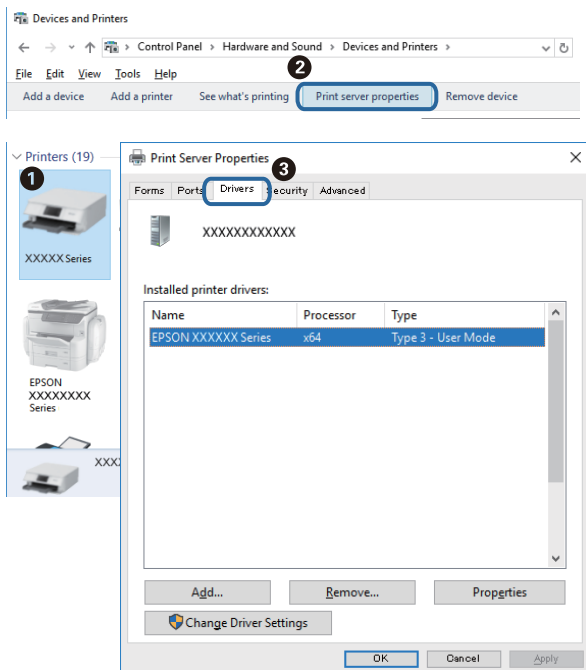 Devices and Printers
Control Panel > Hardware and Sound > Devices and Printers >
2
File Edit View Tools Help
Add a device Add a printer See what's printing Print server properties Remove device
Printers (19)
1
XXXXX Series
EPSON
XXXXXXXX
Series
XXX
Print Server Properties
3
Forms Ports Drivers Security Advanced
XXXXXXXXXXXX
Installed printer drivers:
Name Processor Type
EPSON XXXXXX Series x64 Type 3 - User Mode
Add... Remove... Properties
Change Driver Settings
OK Cancel Apply